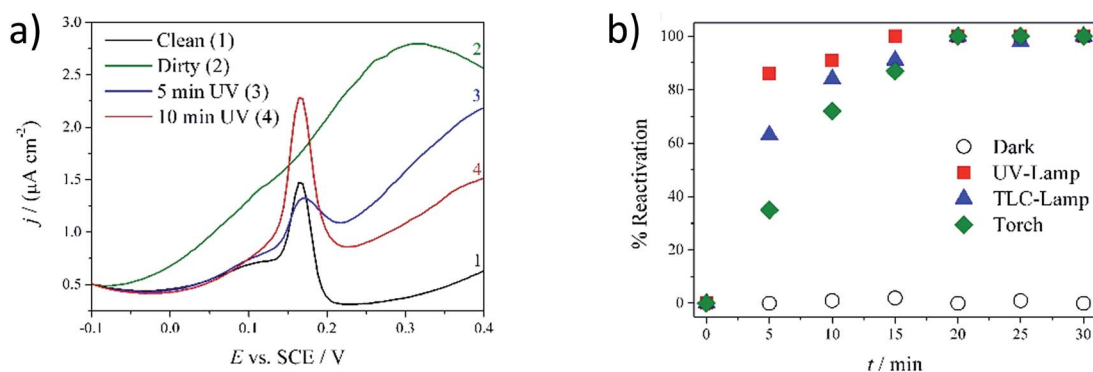 a)
3.0
2.5
2.0
1.5
1.0
0.5
-0.1
0.0
0.1
0.2
0.3
0.4
j / (μA cm⁻²)
E vs. SCE / V
Clean (1)
Dirty (2)
5 min UV (3)
10 min UV (4)
2
3
4
1
b)
100
80
60
40
20
0
0
5
10
15
20
25
30
% Reactivation
t / min
Dark
UV-Lamp
TLC-Lamp
Torch